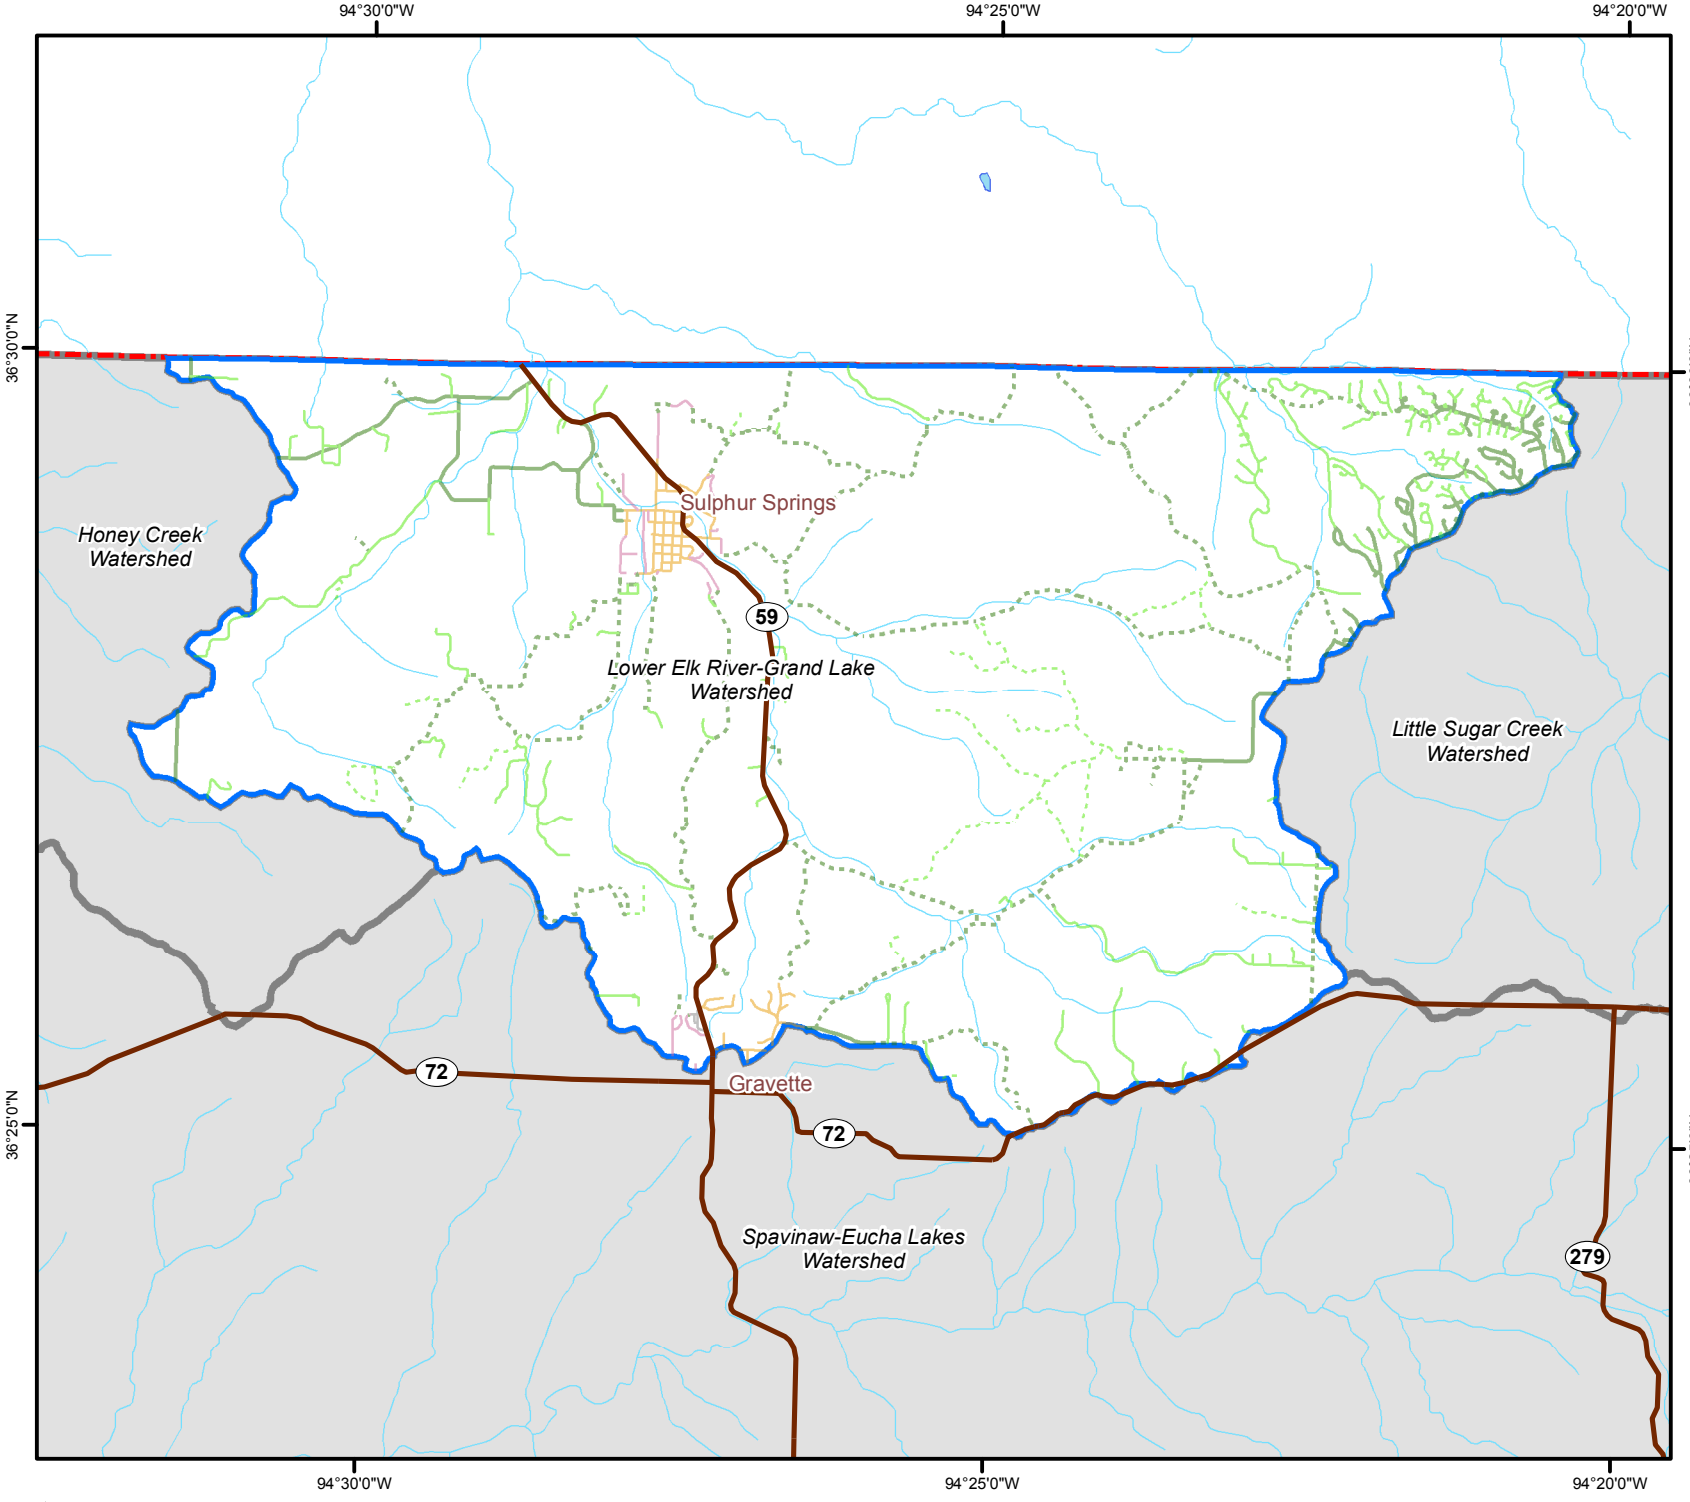 94°30'0"W
94°25'0"W
94°20'0"W
36°30'0"N
Sulphur Springs
Honey Creek
Watershed
59
Lower Elk River-Grand Lake
Watershed
Little Sugar Creek
Watershed
72
Gravette
36°25'0"N
72
Spavinaw-Eucha Lakes
Watershed
279
94°30'0"W
94°25'0"W
94°20'0"W